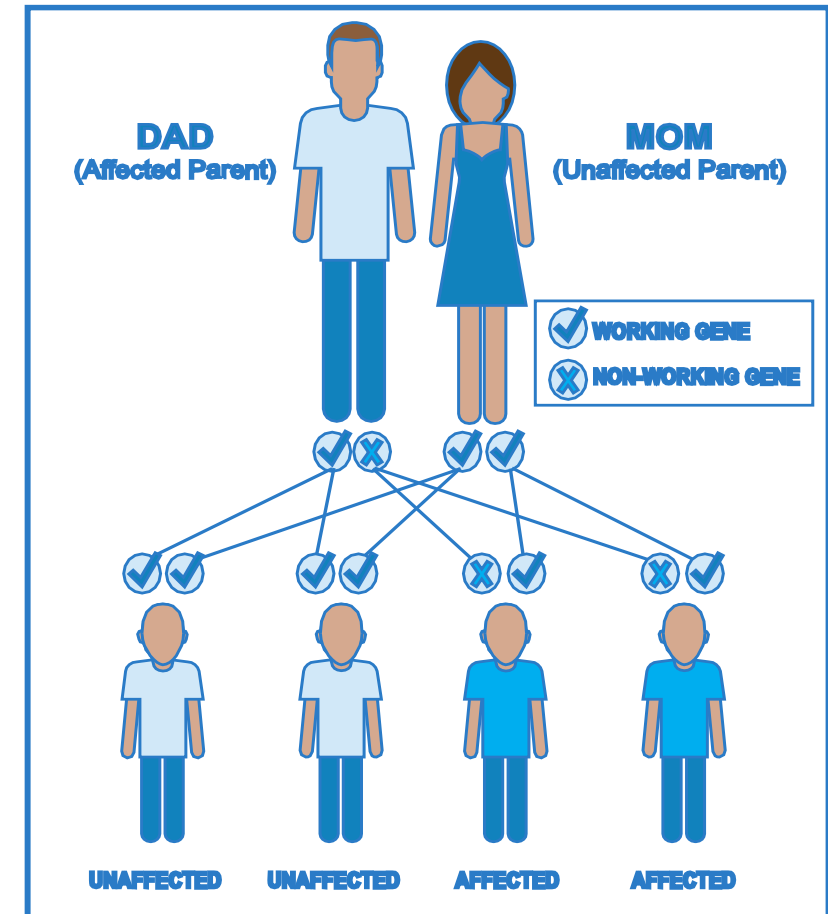 DAD
(Affected Parent)
MOM
(Unaffected Parent)
WORKING GENE
NON-WORKING GENE
UNAFFECTED
UNAFFECTED
AFFECTED
AFFECTED